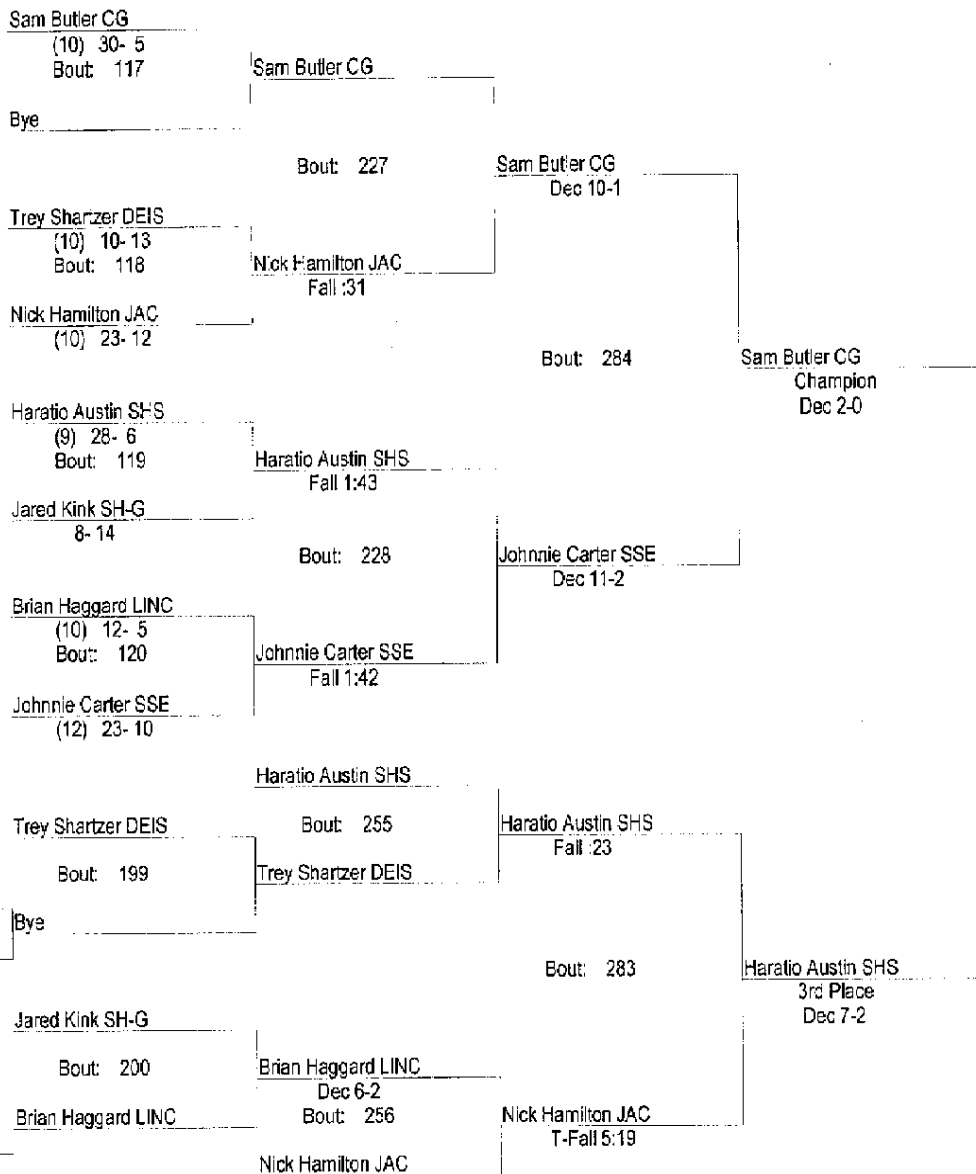 Sam Butler CG
(10) 30- 5
Bout: 117
Sam Butler CG
Bye
Bout: 227
Sam Butler CG
Dec 10-1
Trey Shartzer DEIS
(10) 10- 13
Bout: 118
Nick Hamilton JAC
Fall :31
Nick Hamilton JAC
(10) 23- 12
Bout: 284
Sam Butler CG
Champion
Dec 2-0
Haratio Austin SHS
(9) 28- 6
Bout: 119
Haratio Austin SHS
Fall 1:43
Jared Kink SH-G
8- 14
Bout: 228
Johnnie Carter SSE
Dec 11-2
Brian Haggard LINC
(10) 12- 5
Bout: 120
Johnnie Carter SSE
Fall 1:42
Johnnie Carter SSE
(12) 23- 10
Haratio Austin SHS
Trey Shartzer DEIS
Bout: 255
Haratio Austin SHS
Fall :23
Bout: 199
Trey Shartzer DEIS
Bye
Bout: 283
Haratio Austin SHS
3rd Place
Dec 7-2
Jared Kink SH-G
Bout: 200
Brian Haggard LINC
Dec 6-2
Brian Haggard LINC
Bout: 256
Nick Hamilton JAC
T-Fall 5:19
Nick Hamilton JAC